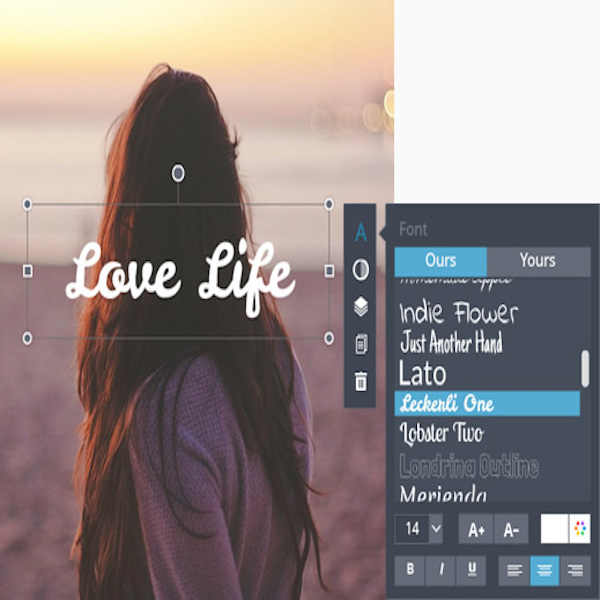 Love Life
A
Font
Ours
Yours
Indie Flower
Just Another Hand
Lato
Leckerli One
Lobster Two
Londrina Outline
Merienda
14
A+
A-
B
I
U